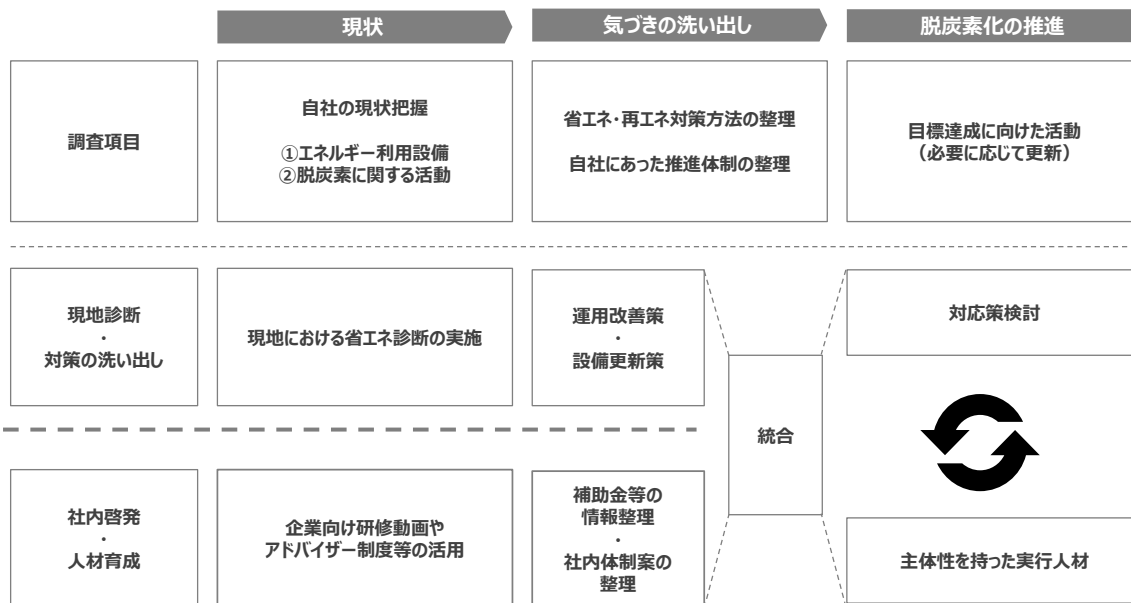 現状
気づきの洗い出し
脱炭素化の推進
調査項目
自社の現状把握
①エネルギー利用設備
②脱炭素に関する活動
省エネ・再エネ対策方法の整理
自社にあった推進体制の整理
目標達成に向けた活動
（必要に応じて更新）
現地診断
・
対策の洗い出し
現地における省エネ診断の実施
運用改善策
・
設備更新策
統合
対応策検討
社内啓発
・
人材育成
企業向け研修動画や
アドバイザー制度等の活用
補助金等の
情報整理
・
社内体制案の
整理
主体性を持った実行人材